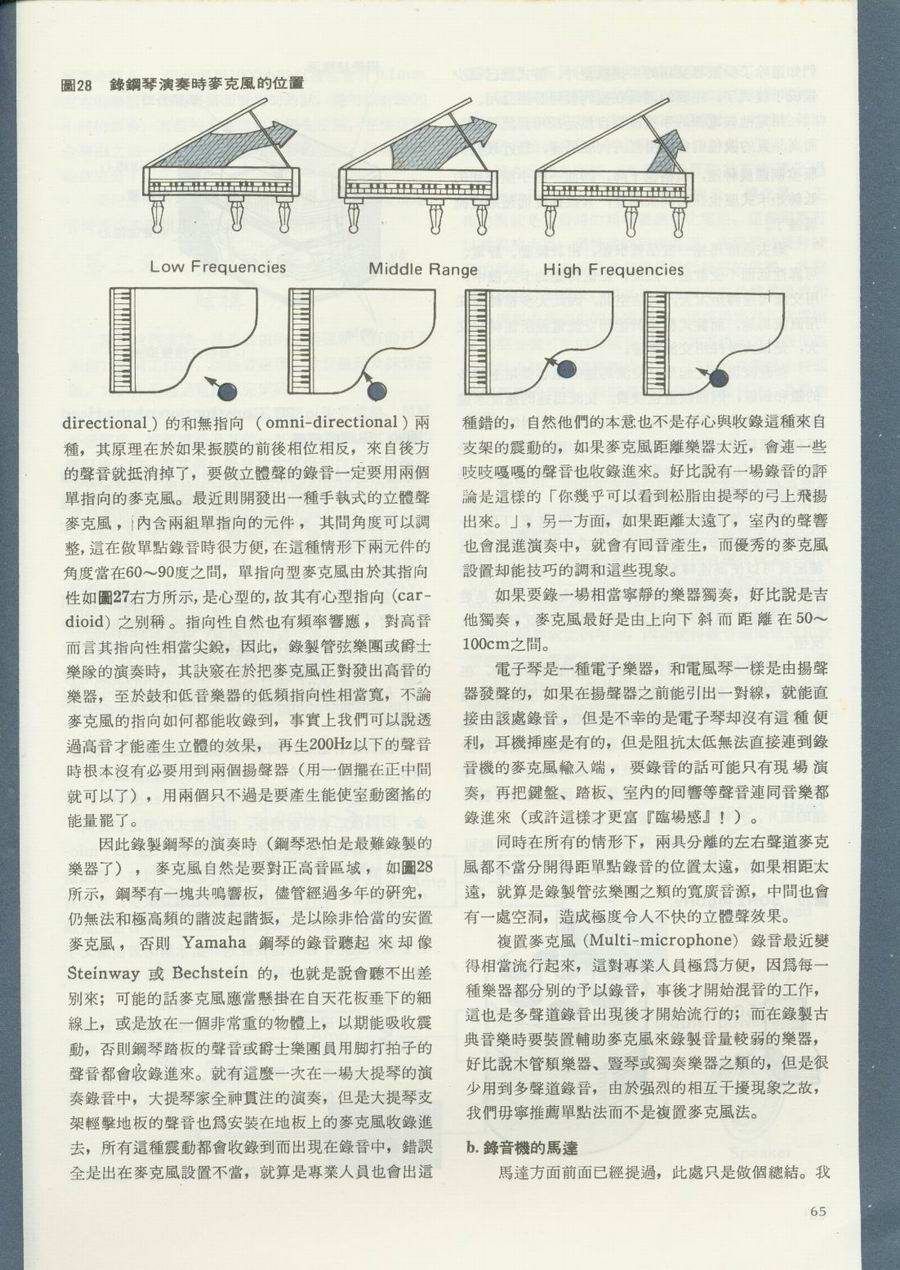 圖28 錄鋼琴演奏時麥克風的位置
Low Frequencies
Middle Range
High Frequencies
directional) 的和無指向 (omni-directional) 兩
種，其原理在於如果振膜的前後相位相反，來自後方
的聲音就抵消掉了，要做立體聲的錄音一定要用兩個
單指向的麥克風。最近則開發出一種手執式的立體聲
麥克風，內含兩組單指向的元件，其間角度可以調
整，這在做單點錄音時很方便，在這種情形下兩元件的
角度當在60～90度之間，單指向型麥克風由於其指向
性如圖27右方所示，是心型的，故其有心型指向 (car-
dioid) 之別稱。指向性自然也有頻率響應，對高音
而言其指向性相當尖銳，因此，錄製管弦樂團或爵士
樂隊的演奏時，其訣竅在於把麥克風正對發出高音的
樂器，至於鼓和低音樂器的低頻指向性相當寬，不論
麥克風的指向如何都能收錄到，事實上我們可以說透
過高音才能產生立體的效果，再生200Hz以下的聲音
時根本沒有必要用到兩個揚聲器（用一個擺在正中間
就可以了），用兩個只不過是要產生能使室動窗搖的
能量罷了。
因此錄製鋼琴的演奏時（鋼琴恐怕是最難錄製的
樂器了），麥克風自然是要對正高音區域，如圖28
所示，鋼琴有一塊共鳴響板，儘管經過多年的研究，
仍無法和極高頻的諧波起諧振，是以除非恰當的安置
麥克風，否則 Yamaha 鋼琴的錄音聽起來却像
Steinway 或 Bechstein 的，也就是說會聽不出差
別來；可能的話麥克風應當懸掛在自天花板垂下的細
線上，或是放在一個非常重的物體上，以期能吸收震
動，否則鋼琴踏板的聲音或爵士樂團員用脚打拍子的
聲音都會收錄進來。就有這麼一次在一場大提琴的演
奏錄音中，大提琴家全神貫注的演奏，但是大提琴支
架輕擊地板的聲音也爲安裝在地板上的麥克風收錄進
去，所有這種震動都會收錄到而出現在錄音中，錯誤
全是出在麥克風設置不當，就算是專業人員也會出這
種錯的，自然他們的本意也不是存心與收錄這種來自
支架的震動的，如果麥克風距離樂器太近，會連一些
吱吱嘎嘎的聲音也收錄進來。好比說有一場錄音的評
論是這樣的「你幾乎可以看到松脂由提琴的弓上飛揚
出來。」，另一方面，如果距離太遠了，室內的聲響
也會混進演奏中，就會有回音產生，而優秀的麥克風
設置却能技巧的調和這些現象。
如果要錄一場相當寧靜的樂器獨奏，好比說是吉
他獨奏，麥克風最好是由上向下斜而距離在50～
100cm之間。
電子琴是一種電子樂器，和電風琴一樣是由揚聲
器發聲的，如果在揚聲器之前能引出一對線，就能直
接由該處錄音，但是不幸的是電子琴却沒有這種便
利，耳機揷座是有的，但是阻抗太低無法直接連到錄
音機的麥克風輸入端，要錄音的話可能只有現場演
奏，再把鍵盤、踏板、室內的回響等聲音連同音樂都
錄進來（或許這樣才更富『臨場感』！）。
同時在所有的情形下，兩具分離的左右聲道麥克
風都不當分開得距單點錄音的位置太遠，如果相距太
遠，就算是錄製管弦樂團之類的寬廣音源，中間也會
有一處空洞，造成極度令人不快的立體聲效果。
複置麥克風 (Multi-microphone) 錄音最近變
得相當流行起來，這對專業人員極爲方便，因爲每一
種樂器都分別的予以錄音，事後才開始混音的工作，
這也是多聲道錄音出現後才開始流行的；而在錄製古
典音樂時要裝置輔助麥克風來錄製音量較弱的樂器，
好比說木管類樂器、豎琴或獨奏樂器之類的，但是很
少用到多聲道錄音，由於强烈的相互干擾現象之故，
我們毋寧推薦單點法而不是複置麥克風法。
b. 錄音機的馬達
馬達方面前面已經提過，此處只是做個總結。我
65